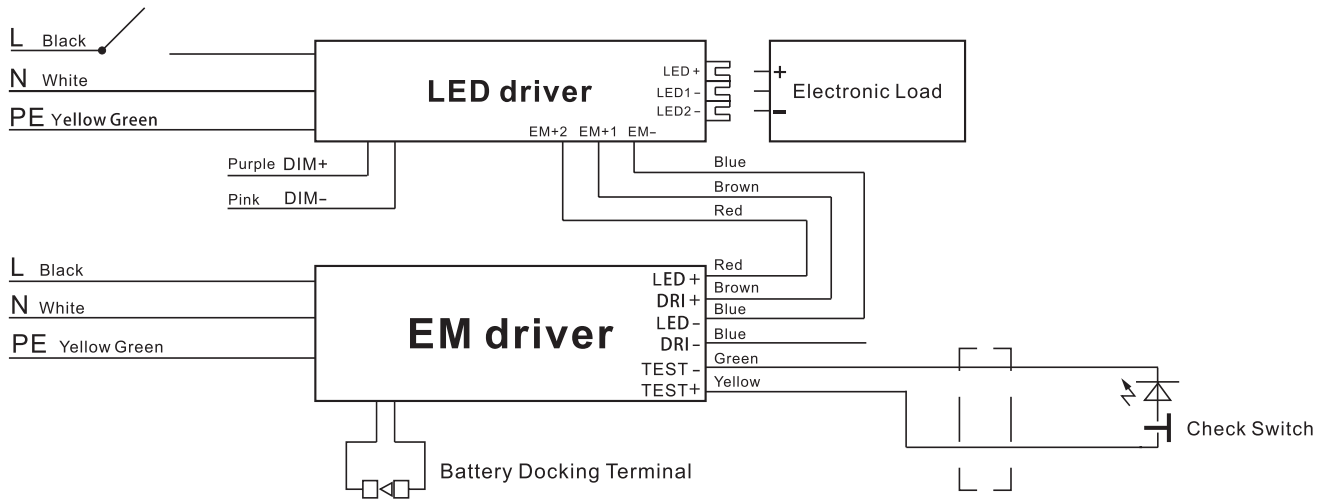 L Black
N White
PE Yellow Green
LED driver
LED +
LED1 –
LED2 –
EM+2 EM+1 EM–
+
–
Electronic Load
Purple DIM+
Pink DIM–
Blue
Brown
Red
L Black
N White
PE Yellow Green
EM driver
LED + Red
DRI + Brown
LED – Blue
DRI – Blue
TEST – Green
TEST + Yellow
Check Switch
Battery Docking Terminal